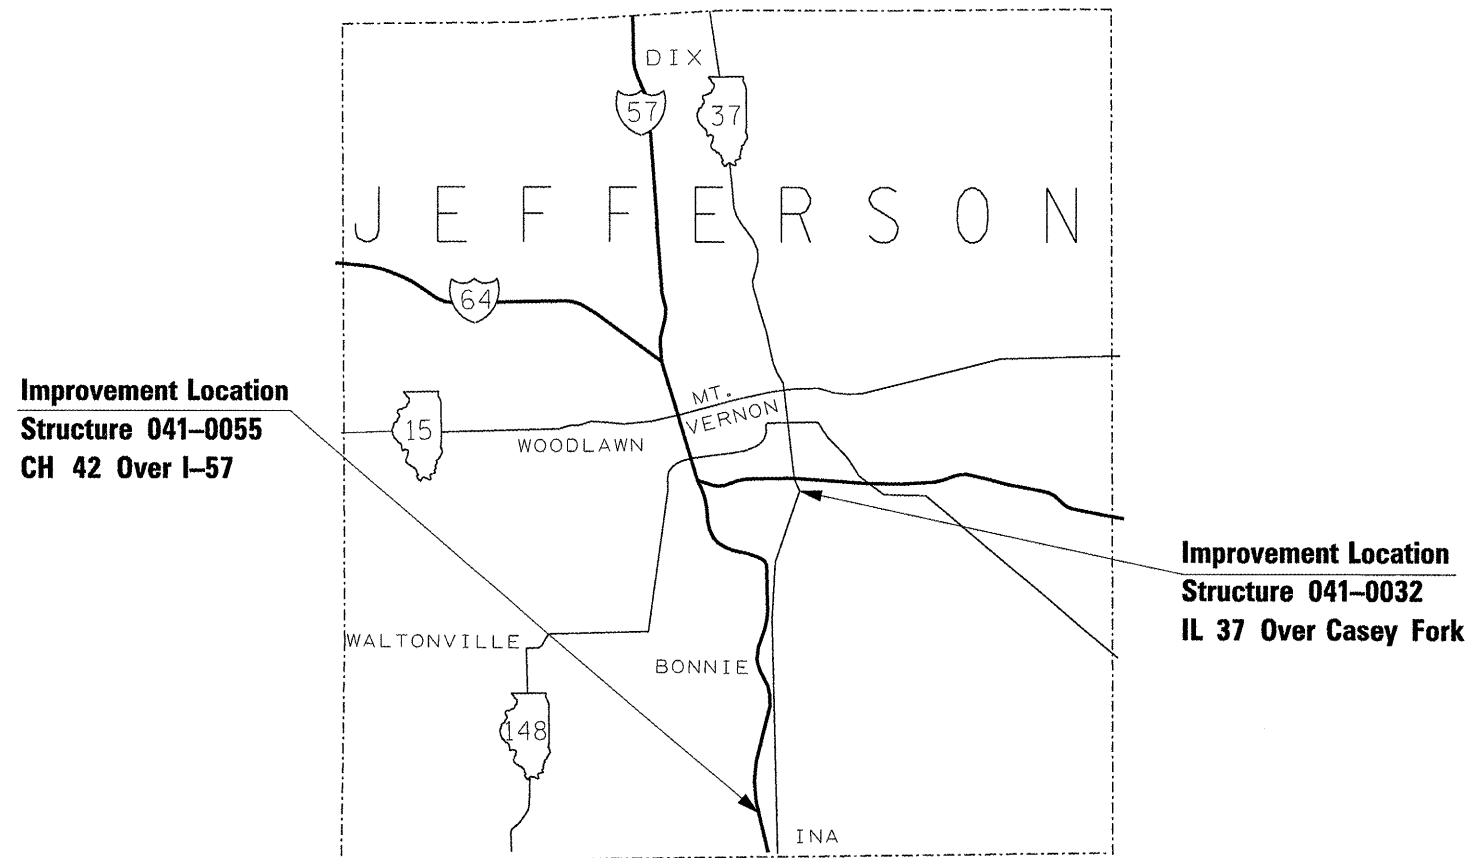 DIX
57
37
JEFFERSON
64
Improvement Location
Structure 041–0055
CH 42 Over I–57
15
WOODLAWN
MT.
VERNON
Improvement Location
Structure 041–0032
IL 37 Over Casey Fork
WALTONVILLE
BONNIE
148
INA